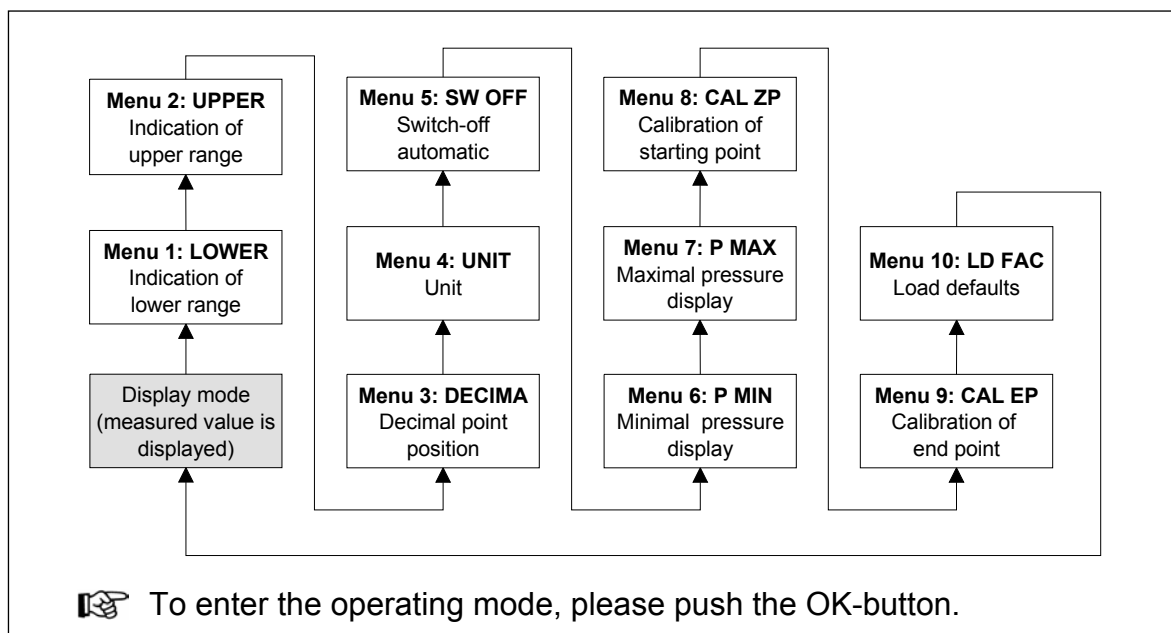 Menu 2: UPPER
Indication of
upper range
Menu 1: LOWER
Indication of
lower range
Display mode
(measured value is
displayed)
Menu 5: SW OFF
Switch-off
automatic
Menu 4: UNIT
Unit
Menu 3: DECIMA
Decimal point
position
Menu 8: CAL ZP
Calibration of
starting point
Menu 7: P MAX
Maximal pressure
display
Menu 6: P MIN
Minimal pressure
display
Menu 10: LD FAC
Load defaults
Menu 9: CAL EP
Calibration of
end point
To enter the operating mode, please push the OK-button.